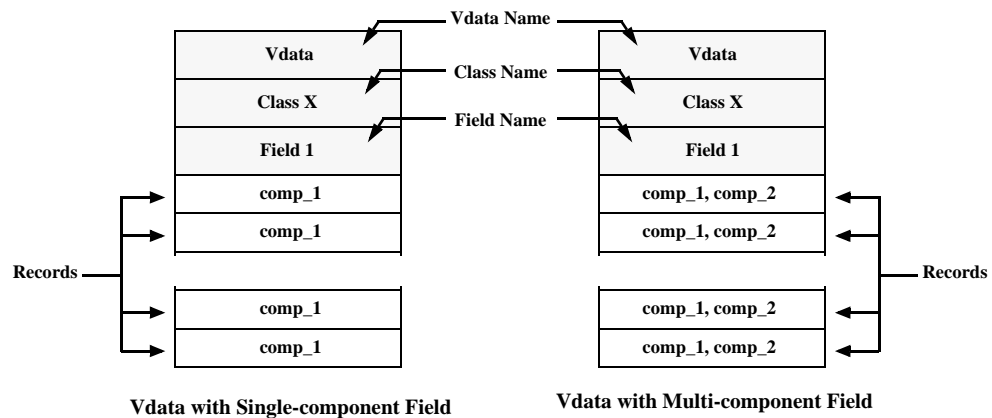 Vdata Name
Vdata
Vdata
Class Name
Class X
Class X
Field Name
Field 1
Field 1
comp_1
comp_1, comp_2
comp_1
comp_1, comp_2
Records
Records
comp_1
comp_1, comp_2
comp_1
comp_1, comp_2
Vdata with Single-component Field
Vdata with Multi-component Field